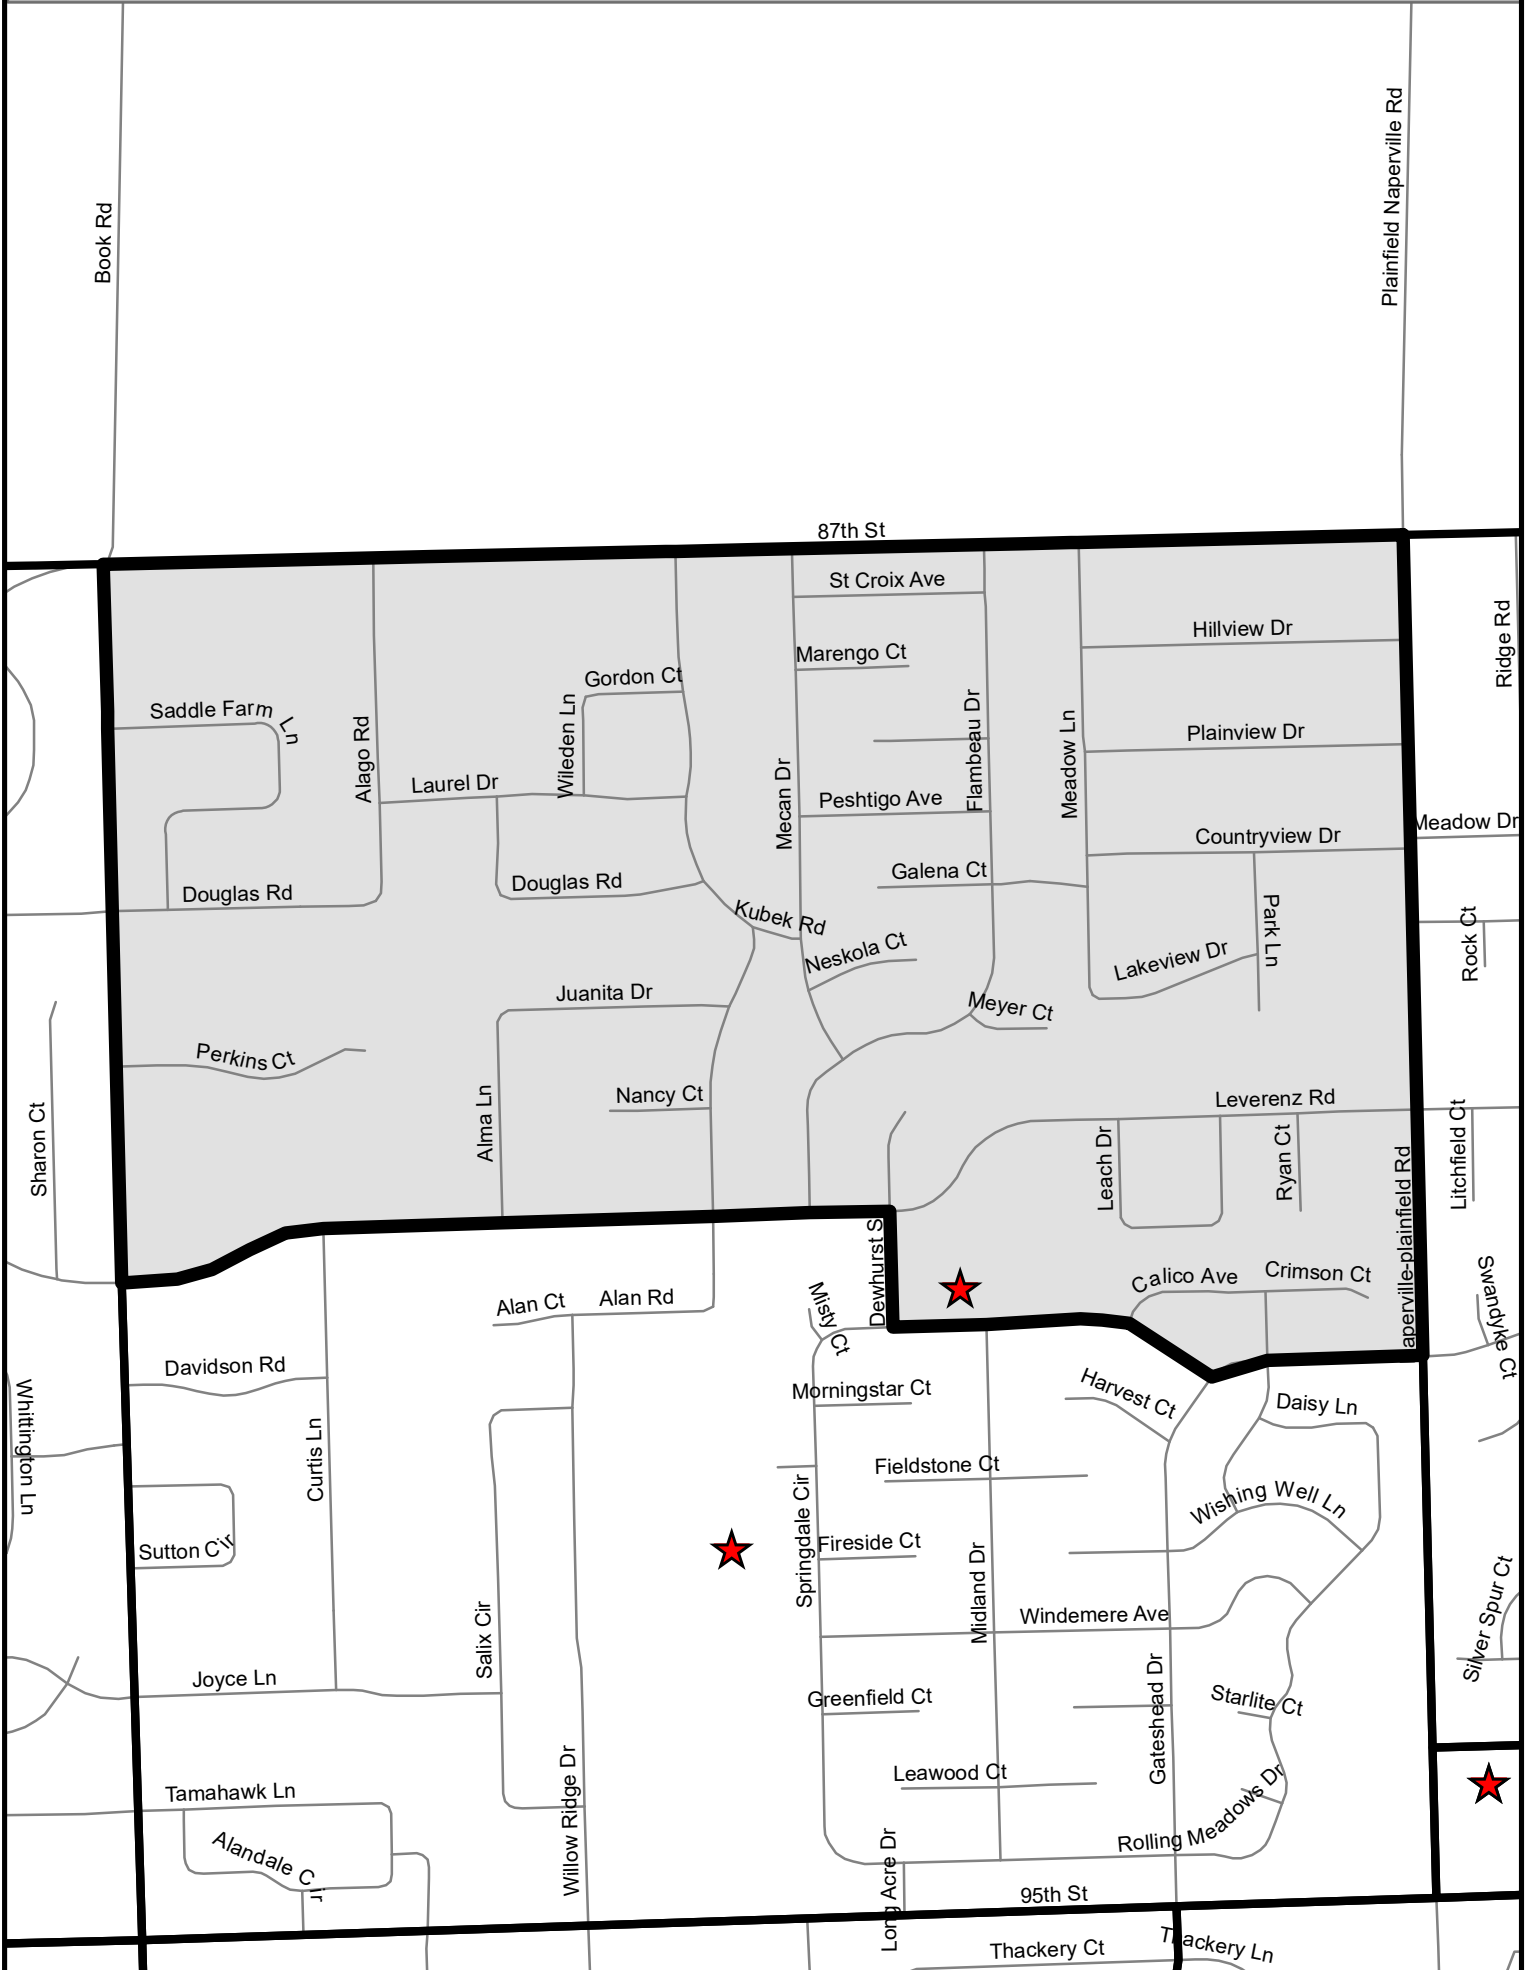 Book Rd
Plainfield Naperville Rd
87th St
St Croix Ave
Hillview Dr
Ridge Rd
Marengo Ct
Gordon Ct
Saddle Farm Ln
Alago Rd
Wileden Ln
Flambeau Dr
Meadow Ln
Plainview Dr
Laurel Dr
Mecan Dr
Peshtigo Ave
Meadow Dr
Countryview Dr
Galena Ct
Douglas Rd
Douglas Rd
Kubek Rd
Park Ln
Rock Ct
Neskola Ct
Lakeview Dr
Juanita Dr
Meyer Ct
Perkins Ct
Nancy Ct
Leverenz Rd
Sharon Ct
Alma Ln
Leach Dr
Ryan Ct
Litchfield Ct
aperville-plainfield Rd
Dewhurst S
Calico Ave
Crimson Ct
Swandyke Ct
Alan Ct
Alan Rd
Misty Ct
Davidson Rd
Morningstar Ct
Harvest Ct
Daisy Ln
Whittington Ln
Curtis Ln
Fieldstone Ct
Wishing Well Ln
Springdale Cir
Sutton Cir
Fireside Ct
Midland Dr
Silver Spur Ct
Salix Cir
Windemere Ave
Joyce Ln
Greenfield Ct
Gateshead Dr
Starlite Ct
Leawood Ct
Tamahawk Ln
Willow Ridge Dr
Rolling Meadows Dr
Alandale Cir
Long Acre Dr
95th St
Thackery Ct
Thackery Ln